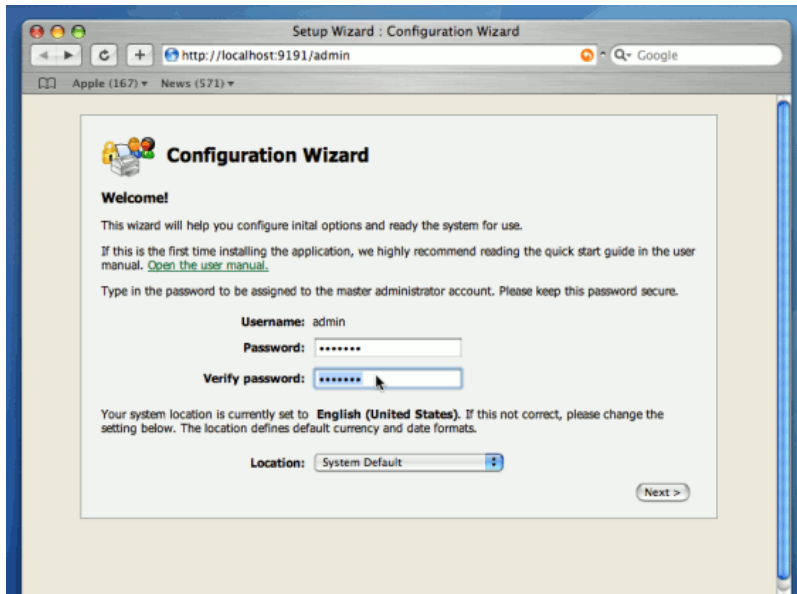 Setup Wizard : Configuration Wizard
http://localhost:9191/admin
Google
Apple (167)
News (571)
Configuration Wizard
Welcome!
This wizard will help you configure inital options and ready the system for use.
If this is the first time installing the application, we highly recommend reading the quick start guide in the user
manual. Open the user manual.
Type in the password to be assigned to the master administrator account. Please keep this password secure.
Username: admin
Password: •••••••
Verify password: •••••••
Your system location is currently set to English (United States). If this not correct, please change the
setting below. The location defines default currency and date formats.
Location: System Default
Next >